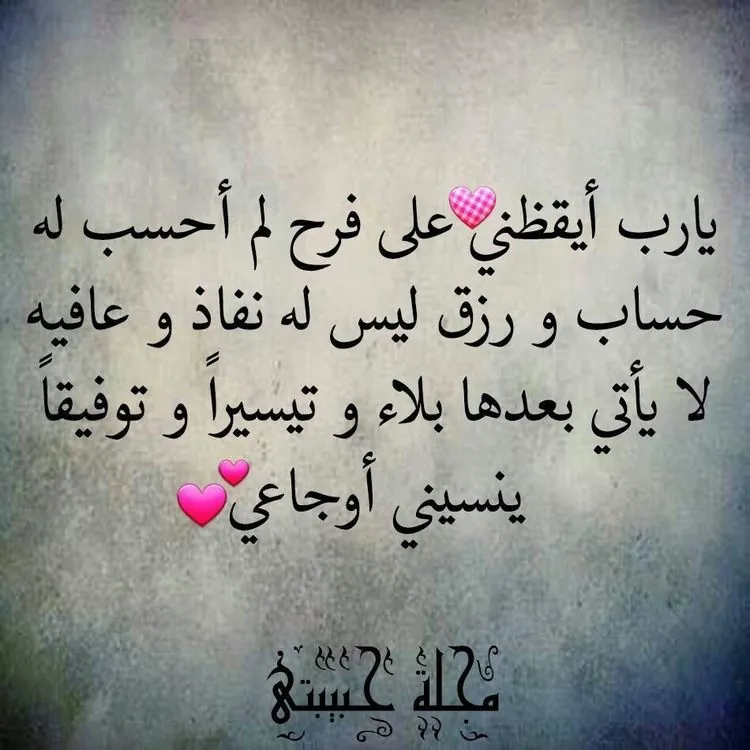 يارب أيقظني💗على فرح لم أحسب له
حساب و رزق ليس له نفاذ و عافيه
لا يأتي بعدها بلاء و تيسيراً و توفيقاً
ينسيني أوجاعي💕
مجلة حبيبتي